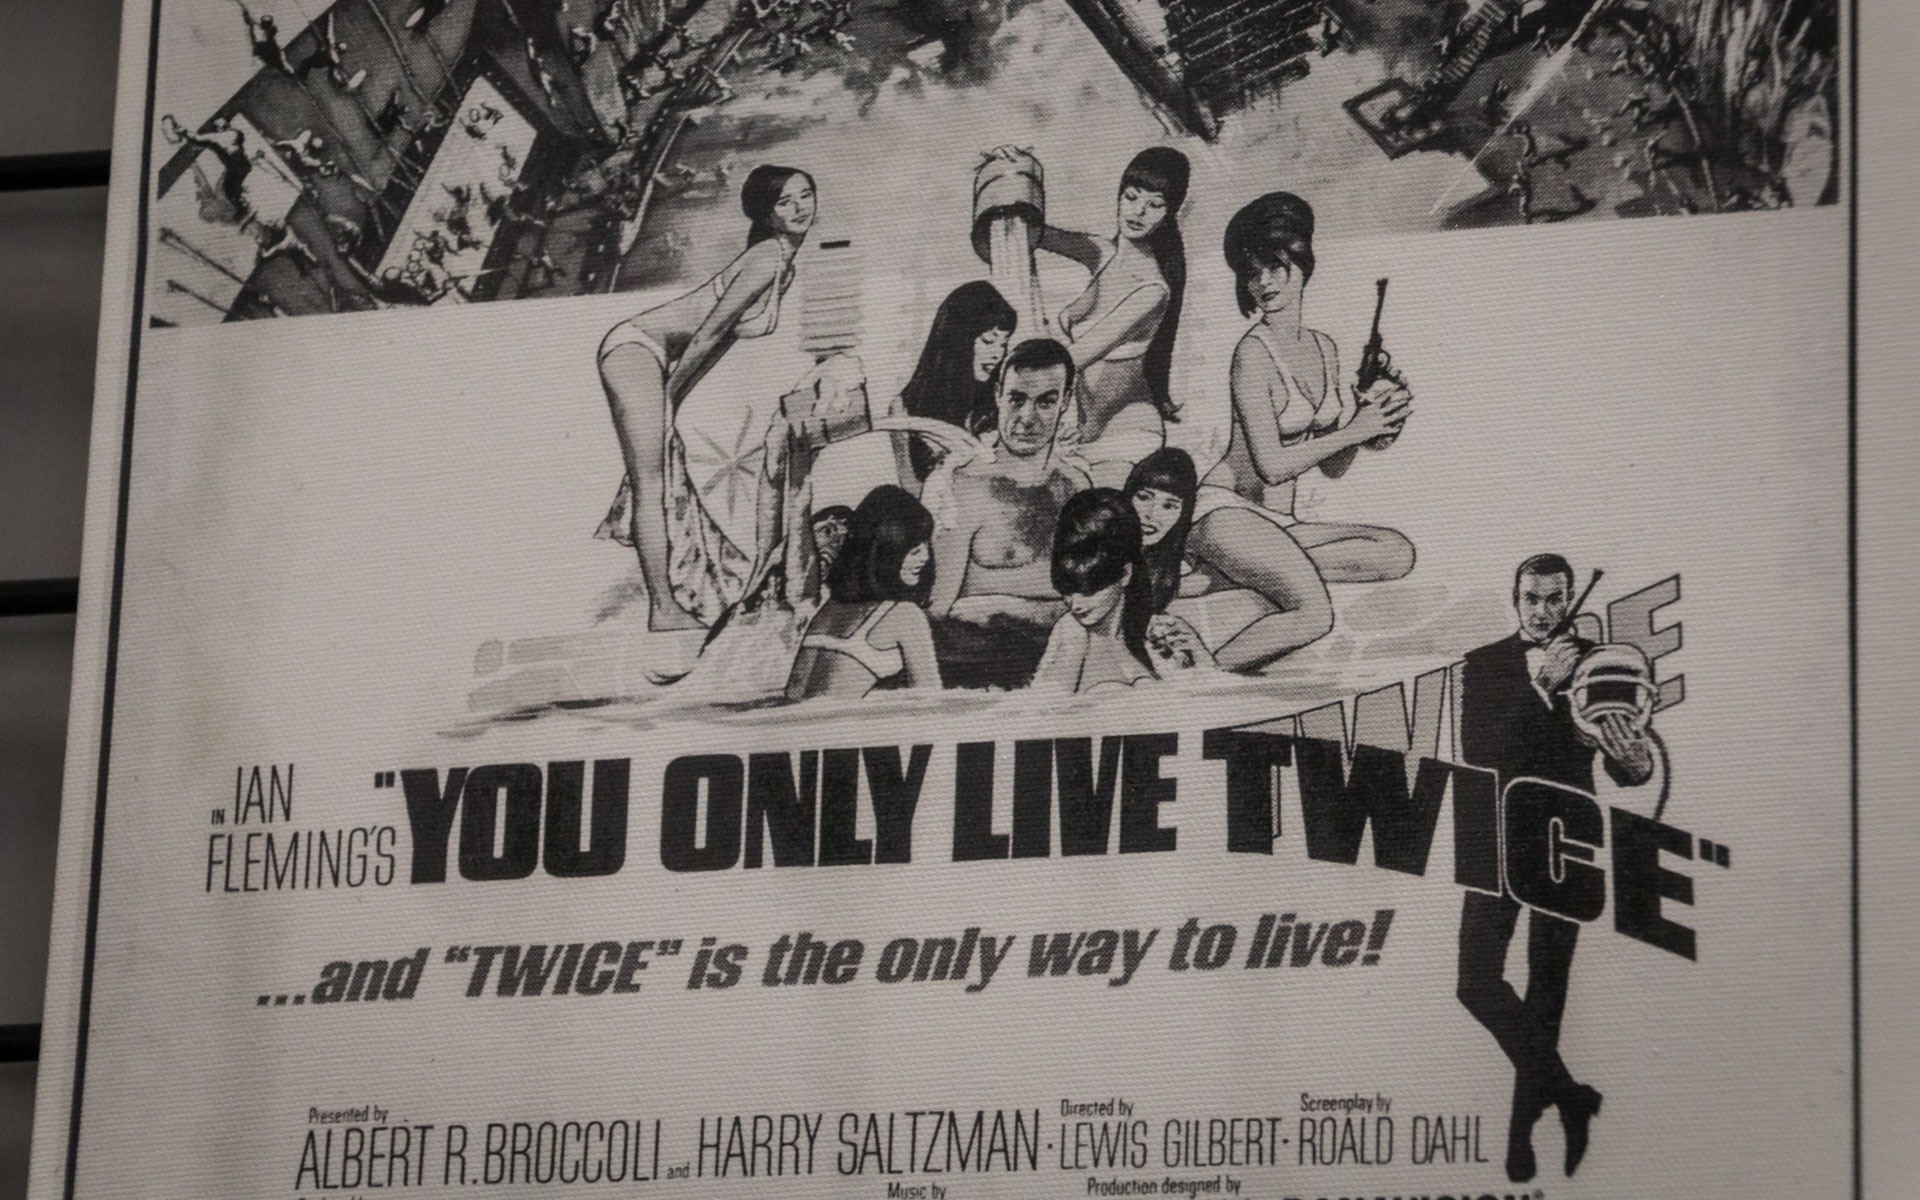 IN IAN
FLEMING'S "YOU ONLY LIVE TWICE"
...and "TWICE" is the only way to live!
Presented by
ALBERT R. BROCCOLI and HARRY SALTZMAN · Directed by LEWIS GILBERT · Screenplay by ROALD DAHL
Music by
Production designed by